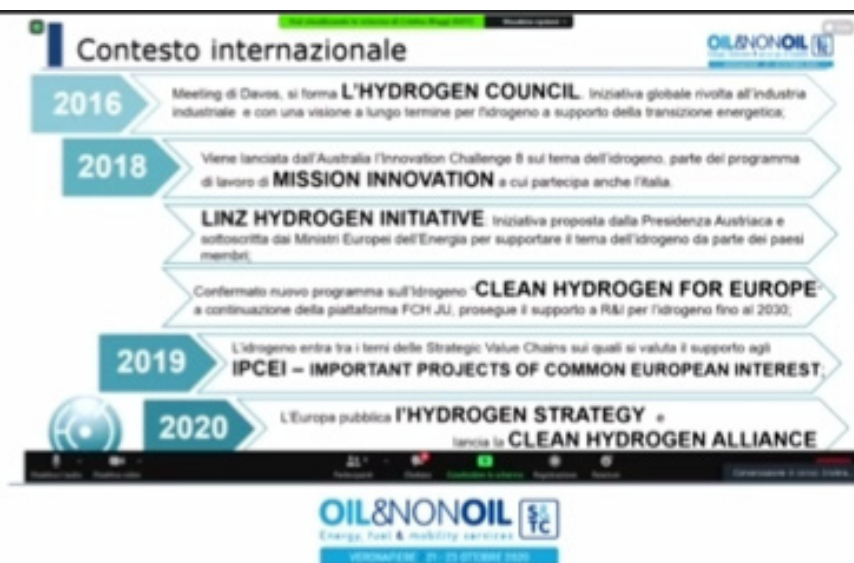 Contesto internazionale
OIL&NONOIL S&TC
2016
Meeting di Davos, si forma L'HYDROGEN COUNCIL. Iniziativa globale rivolta all'industria
industriale e con una visione a lungo termine per l'idrogeno a supporto della transizione energetica;
2018
Viene lanciata dall'Australia l'Innovation Challenge 8 sul tema dell'idrogeno, parte del programma
di lavoro di MISSION INNOVATION a cui partecipa anche l'Italia.
LINZ HYDROGEN INITIATIVE. Iniziativa proposta dalla Presidenza Austriaca e
sottoscritta dai Ministri Europei dell'Energia per supportare il tema dell'idrogeno da parte dei paesi
membri;
Confermato nuovo programma sull'Idrogeno "CLEAN HYDROGEN FOR EUROPE"
a continuazione della piattaforma FCH JU, prosegue il supporto a R&I per l'idrogeno fino al 2030;
2019
L'idrogeno entra tra i temi delle Strategic Value Chains sui quali si valuta il supporto agli
IPCEI – IMPORTANT PROJECTS OF COMMON EUROPEAN INTEREST;
2020
L'Europa pubblica l'HYDROGEN STRATEGY e
lancia la CLEAN HYDROGEN ALLIANCE
OIL&NONOIL S&TC
Energy, fuel & mobility services
VERONAFIERE 21 - 23 OTTOBRE 2020